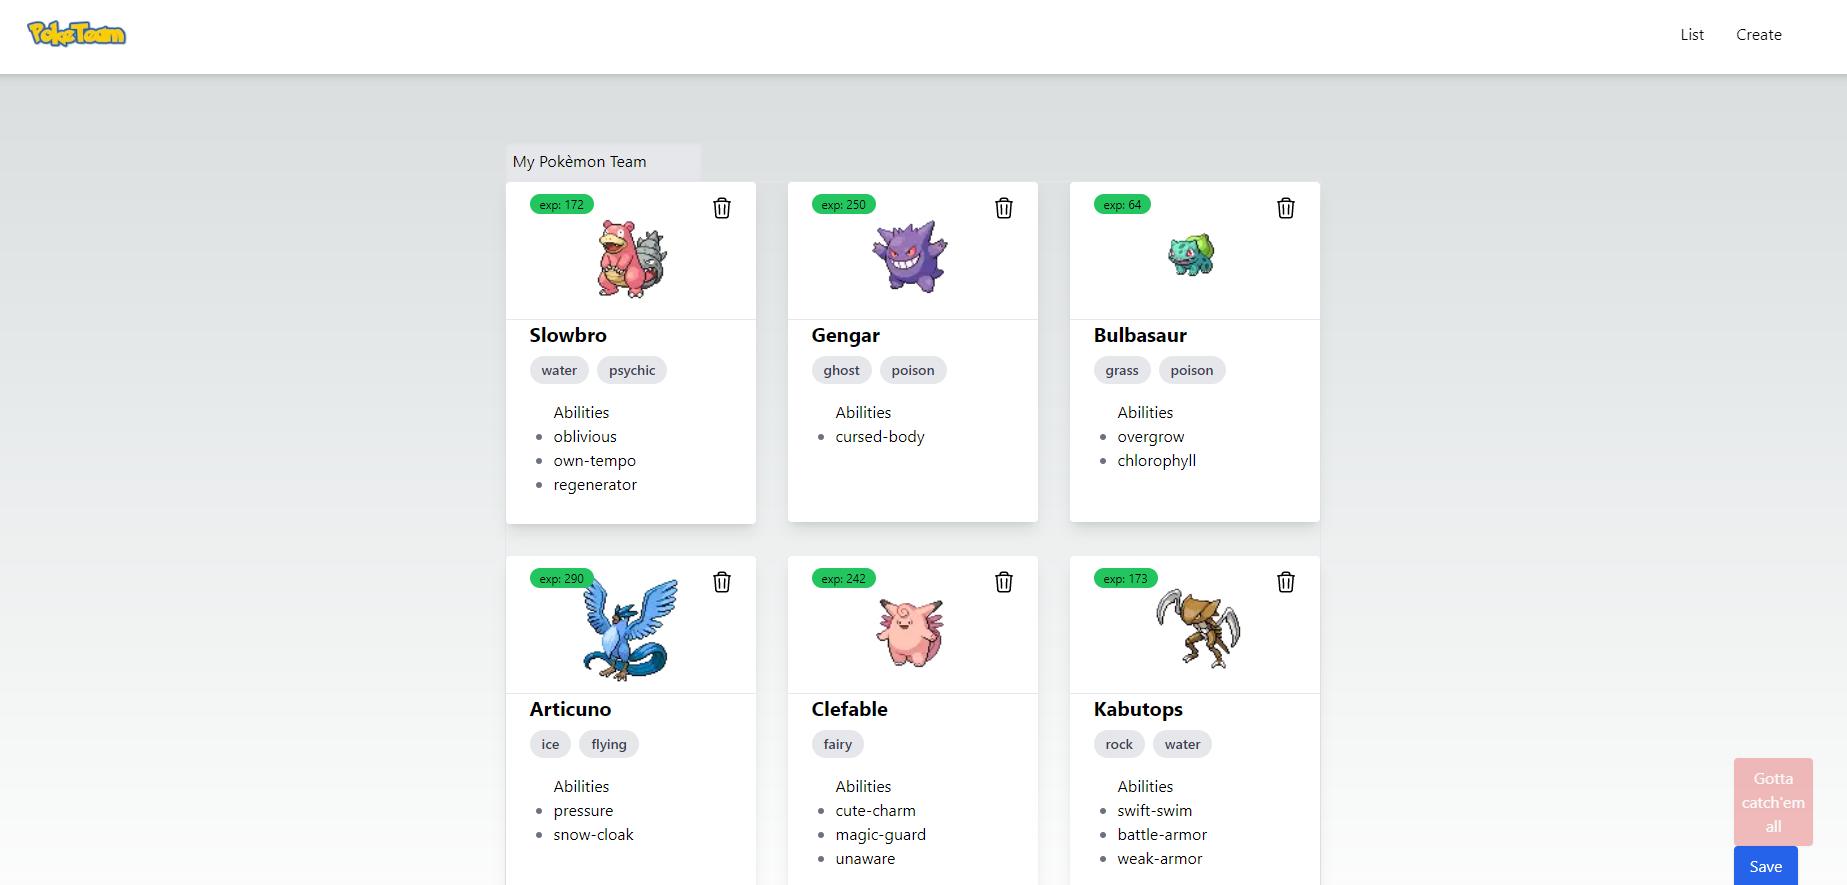 PokeTeam
List
Create
My Pokèmon Team
exp: 172
Slowbro
water psychic
Abilities
oblivious
own-tempo
regenerator
exp: 250
Gengar
ghost poison
Abilities
cursed-body
exp: 64
Bulbasaur
grass poison
Abilities
overgrow
chlorophyll
exp: 290
Articuno
ice flying
Abilities
pressure
snow-cloak
exp: 242
Clefable
fairy
Abilities
cute-charm
magic-guard
unaware
exp: 173
Kabutops
rock water
Abilities
swift-swim
battle-armor
weak-armor
Gotta
catch'em
all
Save